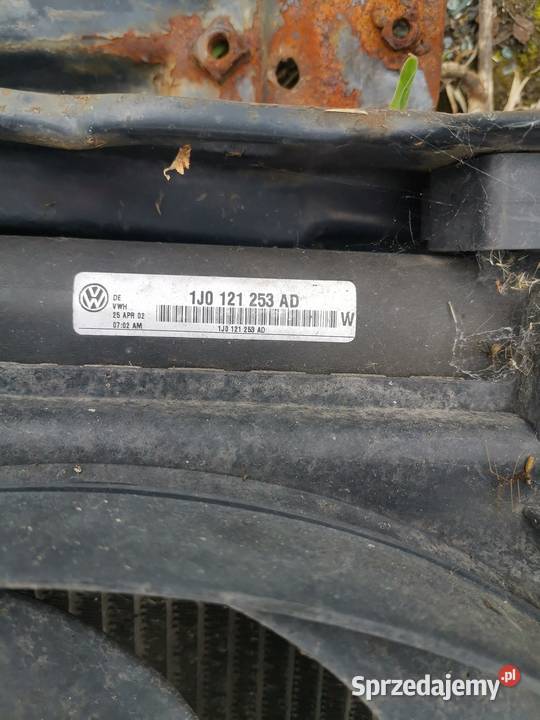 1J0 121 253 AD
DE
VWH
25 APR 02
07:02 AM
W
1J0 121 253 AD
Sprzedajemy.pl